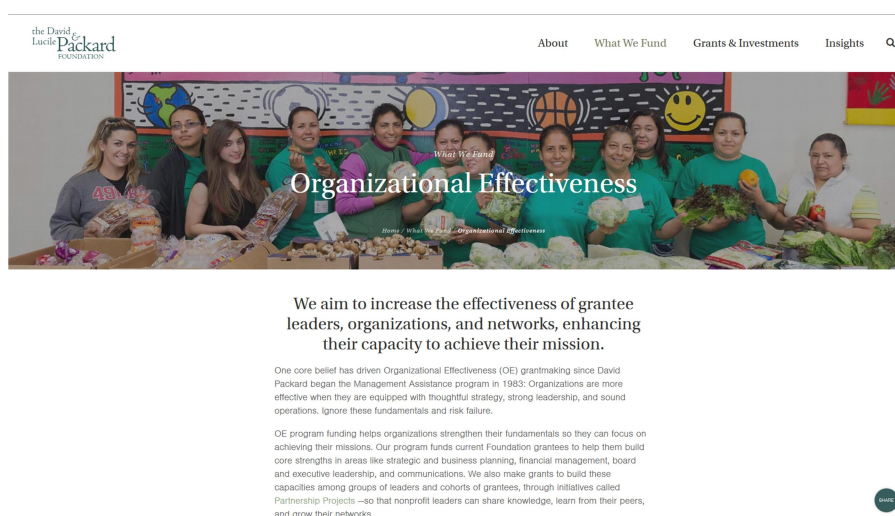 the David &
Lucile Packard
FOUNDATION
About What We Fund Grants & Investments Insights
What We Fund
Organizational Effectiveness
Home / What We Fund / Organizational Effectiveness
We aim to increase the effectiveness of grantee
leaders, organizations, and networks, enhancing
their capacity to achieve their mission.
One core belief has driven Organizational Effectiveness (OE) grantmaking since David
Packard began the Management Assistance program in 1983: Organizations are more
effective when they are equipped with thoughtful strategy, strong leadership, and sound
operations. Ignore these fundamentals and risk failure.
OE program funding helps organizations strengthen their fundamentals so they can focus on
achieving their missions. Our program funds current Foundation grantees to help them build
core strengths in areas like strategic and business planning, financial management, board
and executive leadership, and communications. We also make grants to build these
capacities among groups of leaders and cohorts of grantees, through initiatives called
Partnership Projects —so that nonprofit leaders can share knowledge, learn from their peers,
and grow their networks.
SHARE